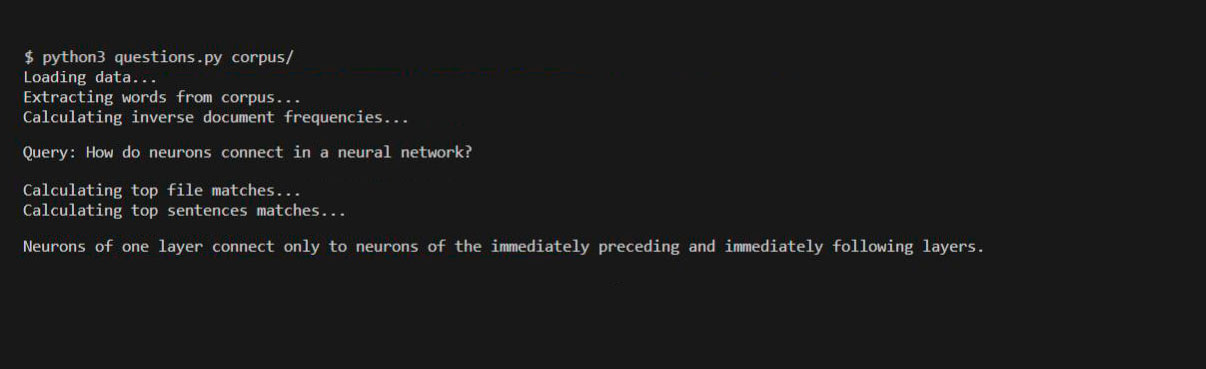 $ python3 questions.py corpus/
Loading data...
Extracting words from corpus...
Calculating inverse document frequencies...
Query: How do neurons connect in a neural network?
Calculating top file matches...
Calculating top sentences matches...
Neurons of one layer connect only to neurons of the immediately preceding and immediately following layers.